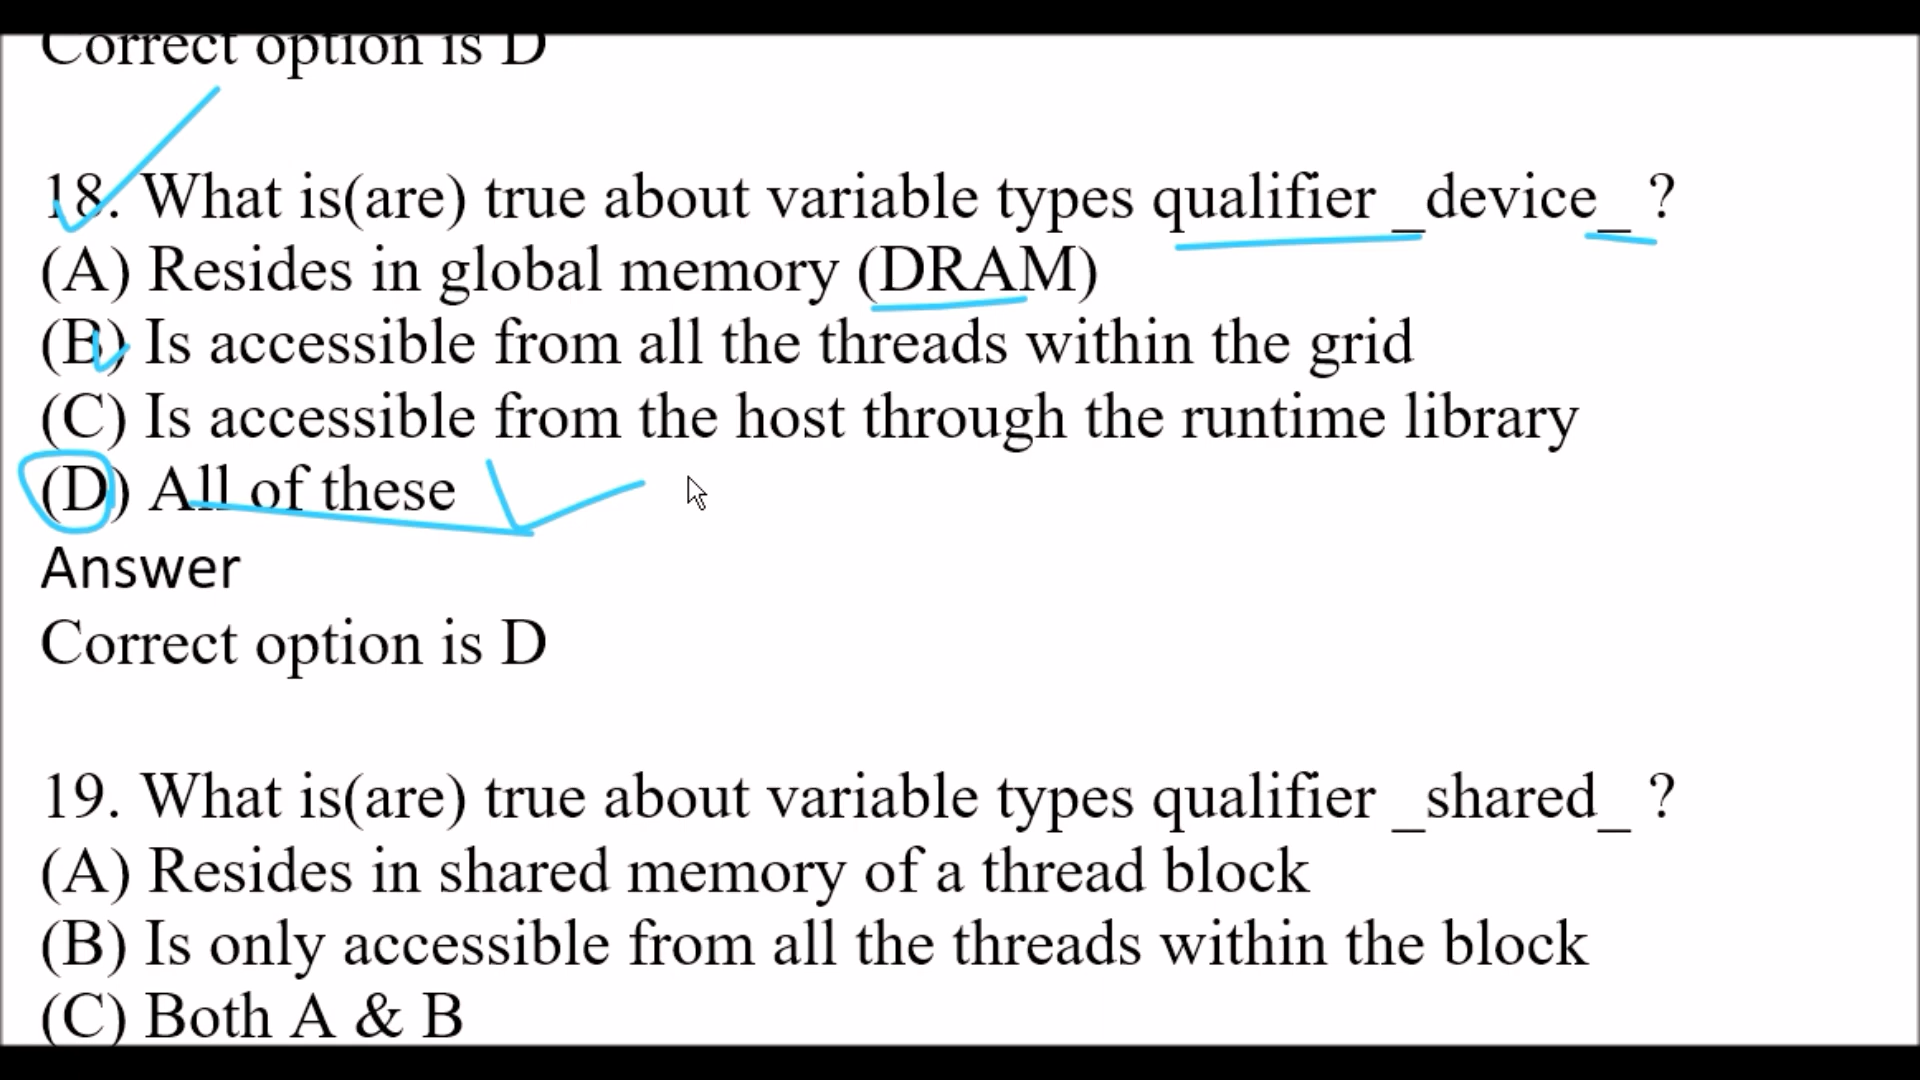 Correct option is D
18. What is(are) true about variable types qualifier _device_ ?
(A) Resides in global memory (DRAM)
(B) Is accessible from all the threads within the grid
(C) Is accessible from the host through the runtime library
(D) All of these
Answer
Correct option is D
19. What is(are) true about variable types qualifier _shared_ ?
(A) Resides in shared memory of a thread block
(B) Is only accessible from all the threads within the block
(C) Both A & B